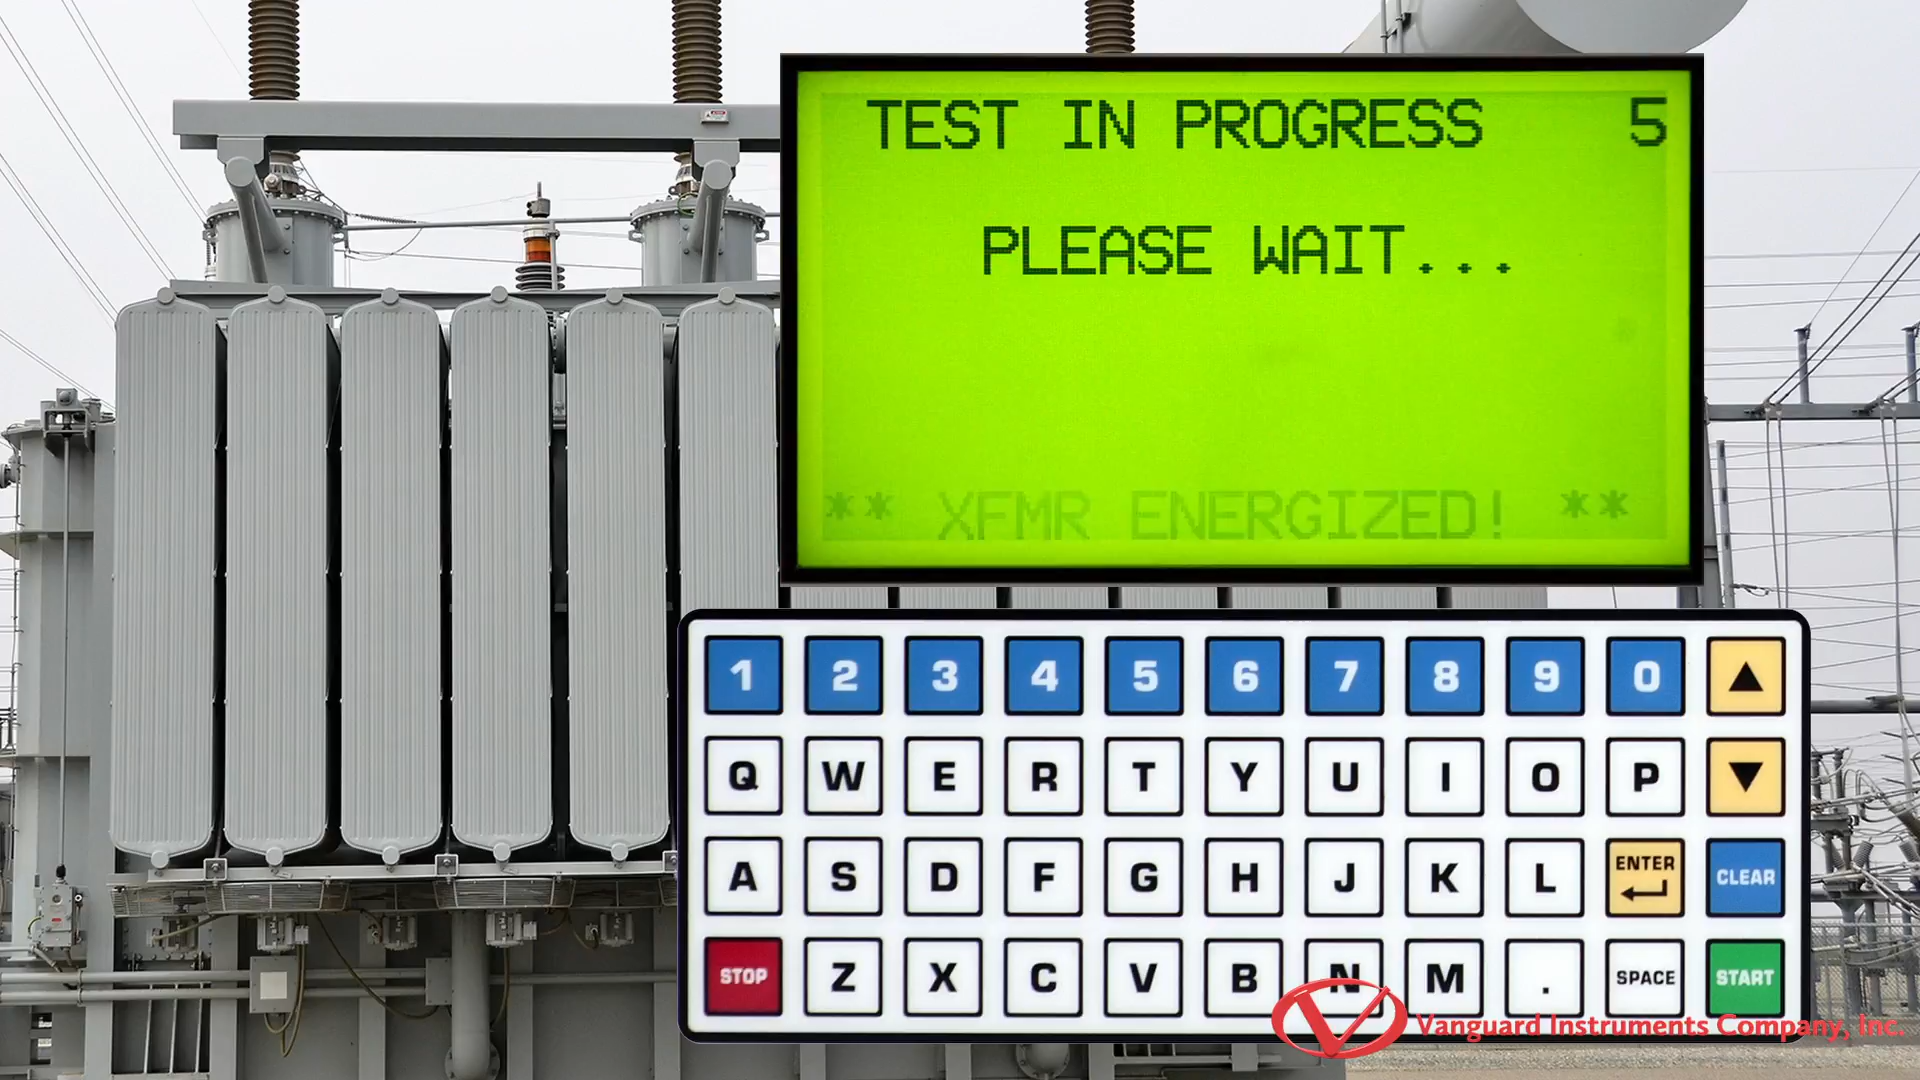 TEST IN PROGRESS 5
PLEASE WAIT...
** XFMR ENERGIZED! **
1 2 3 4 5 6 7 8 9 0 ▲
Q W E R T Y U I O P ▼
A S D F G H J K L ENTER CLEAR
STOP Z X C V B N M . SPACE START
Vanguard Instruments Company, Inc.